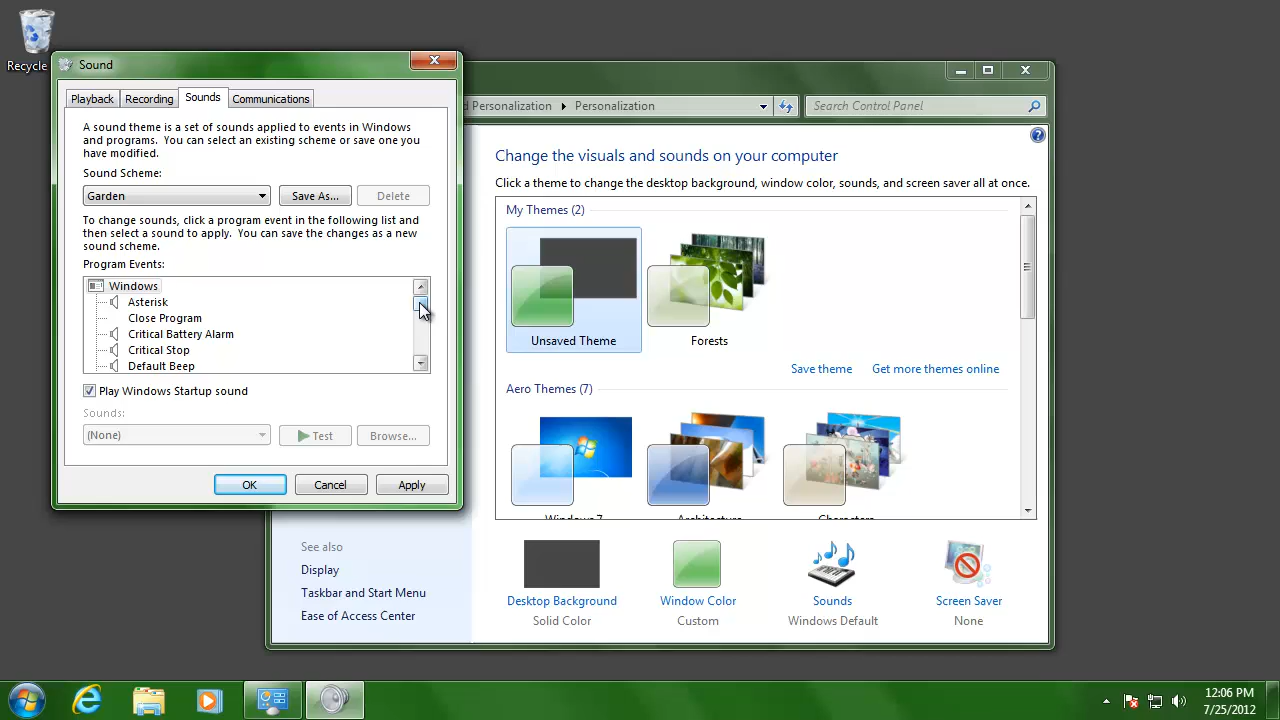 Recycle
Sound
Playback
Recording
Sounds
Communications
A sound theme is a set of sounds applied to events in Windows
and programs. You can select an existing scheme or save one you
have modified.
Sound Scheme:
Garden
Save As...
Delete
To change sounds, click a program event in the following list and
then select a sound to apply. You can save the changes as a new
sound scheme.
Program Events:
Windows
Asterisk
Close Program
Critical Battery Alarm
Critical Stop
Default Beep
Play Windows Startup sound
Sounds:
(None)
Test
Browse...
OK
Cancel
Apply
d Personalization
Personalization
Search Control Panel
Change the visuals and sounds on your computer
Click a theme to change the desktop background, window color, sounds, and screen saver all at once.
My Themes (2)
Unsaved Theme
Forests
Save theme
Get more themes online
Aero Themes (7)
Windows 7
Architecture
Characters
See also
Display
Taskbar and Start Menu
Ease of Access Center
Desktop Background
Solid Color
Window Color
Custom
Sounds
Windows Default
Screen Saver
None
12:06 PM
7/25/2012